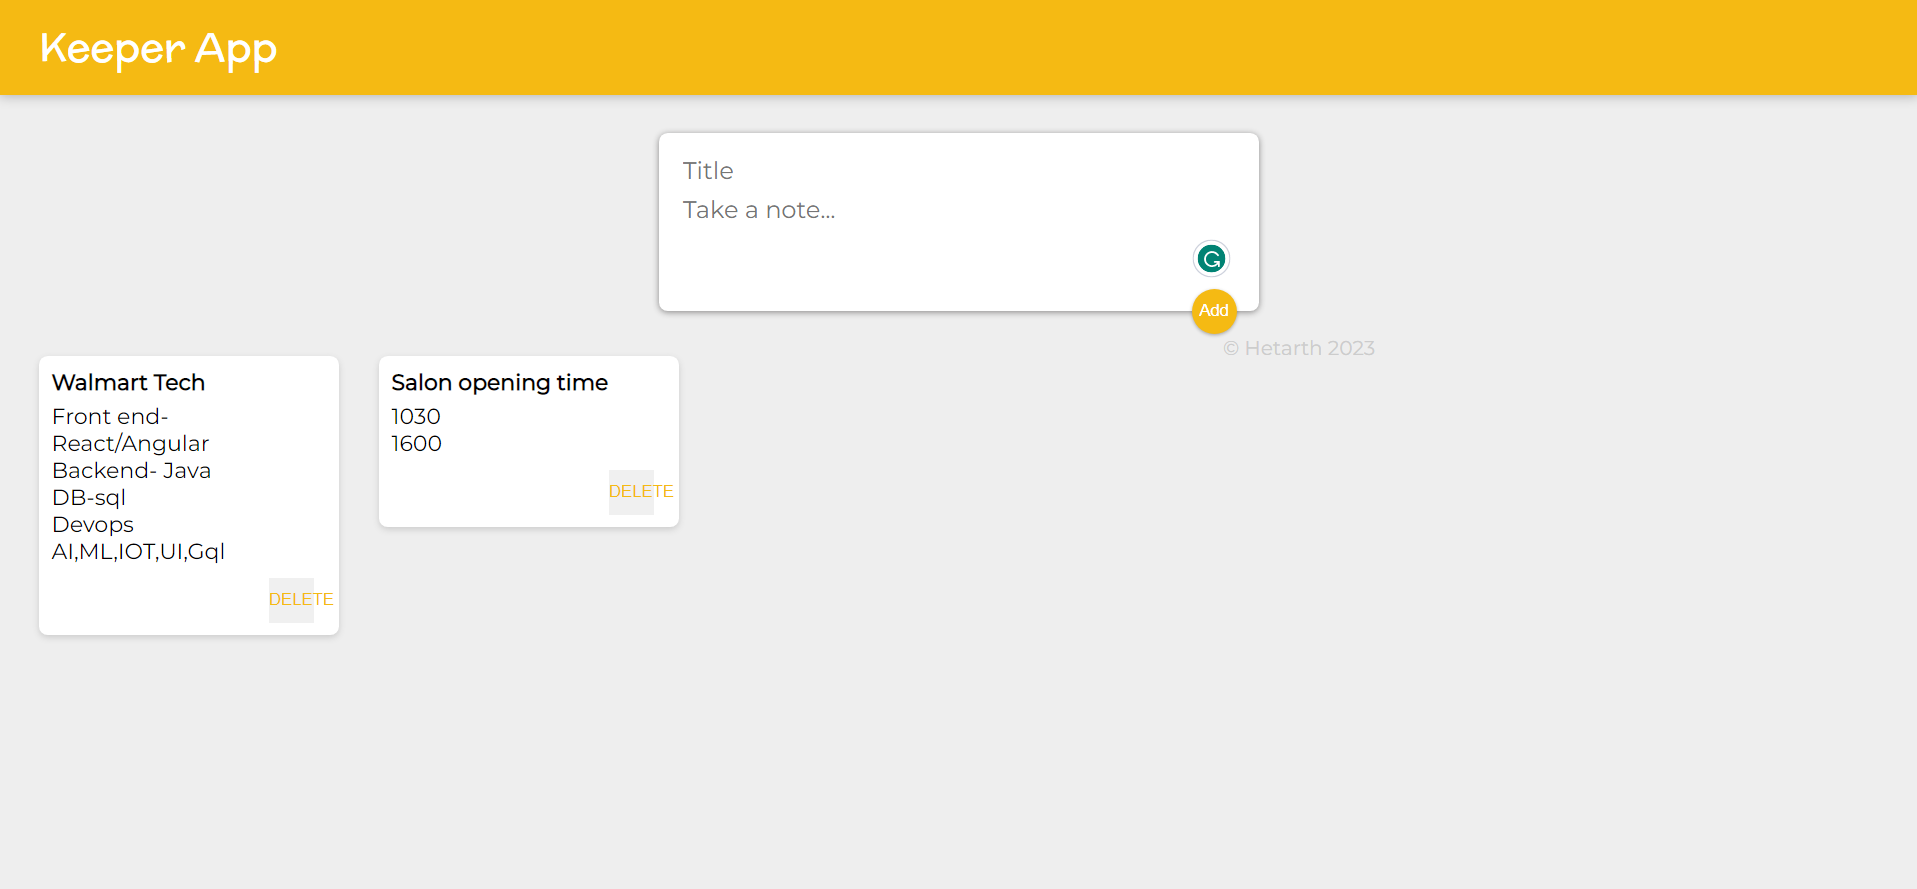 Keeper App
Title
Take a note...
Add
© Hetarth 2023
Walmart Tech
Front end-
React/Angular
Backend- Java
DB-sql
Devops
AI,ML,IOT,UI,Gql
DELETE
Salon opening time
1030
1600
DELETE